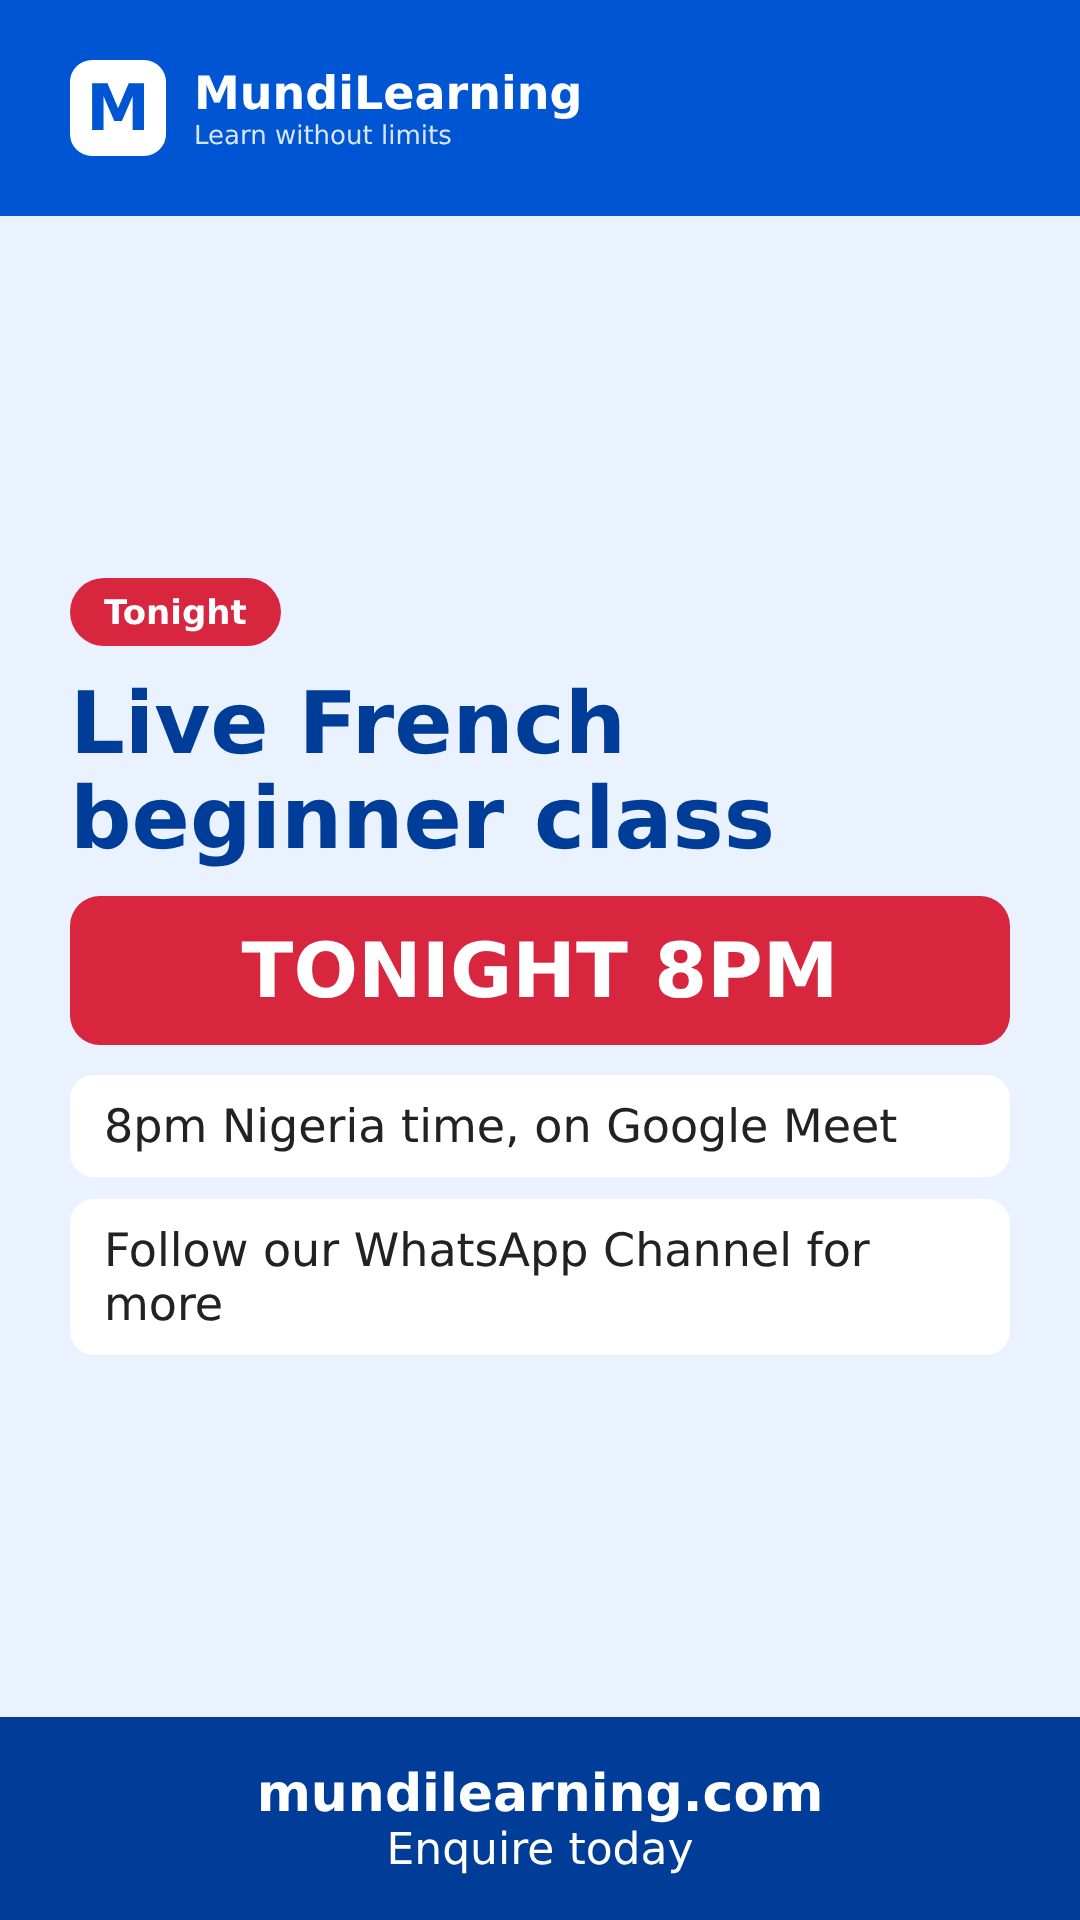 M
MundiLearning
Learn without limits
Tonight
Live French
beginner class
TONIGHT 8PM
8pm Nigeria time, on Google Meet
Follow our WhatsApp Channel for
more
mundilearning.com
Enquire today